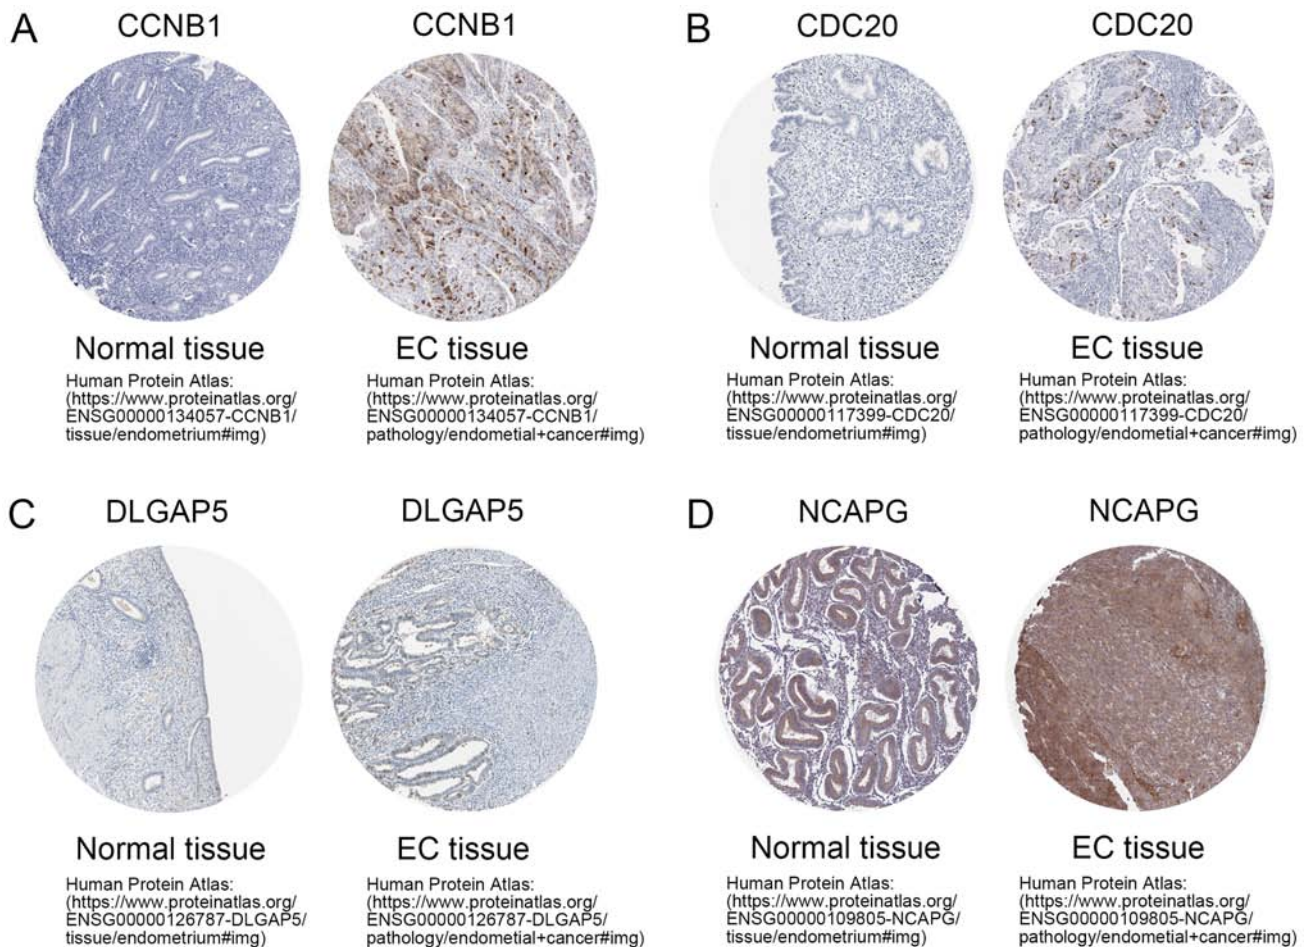 A
CCNB1
CCNB1
Normal tissue
Human Protein Atlas:
(https://www.proteinatlas.org/
ENSG00000134057-CCNB1/
tissue/endometrium#img)
EC tissue
Human Protein Atlas:
(https://www.proteinatlas.org/
ENSG00000134057-CCNB1/
pathology/endometial+cancer#img)
B
CDC20
CDC20
Normal tissue
Human Protein Atlas:
(https://www.proteinatlas.org/
ENSG00000117399-CDC20/
tissue/endometrium#img)
EC tissue
Human Protein Atlas:
(https://www.proteinatlas.org/
ENSG00000117399-CDC20/
pathology/endometial+cancer#img)
C
DLGAP5
DLGAP5
Normal tissue
Human Protein Atlas:
(https://www.proteinatlas.org/
ENSG00000126787-DLGAP5/
tissue/endometrium#img)
EC tissue
Human Protein Atlas:
(https://www.proteinatlas.org/
ENSG00000126787-DLGAP5/
pathology/endometial+cancer#img)
D
NCAPG
NCAPG
Normal tissue
Human Protein Atlas:
(https://www.proteinatlas.org/
ENSG00000109805-NCAPG/
tissue/endometrium#img)
EC tissue
Human Protein Atlas:
(https://www.proteinatlas.org/
ENSG00000109805-NCAPG/
pathology/endometial+cancer#img)